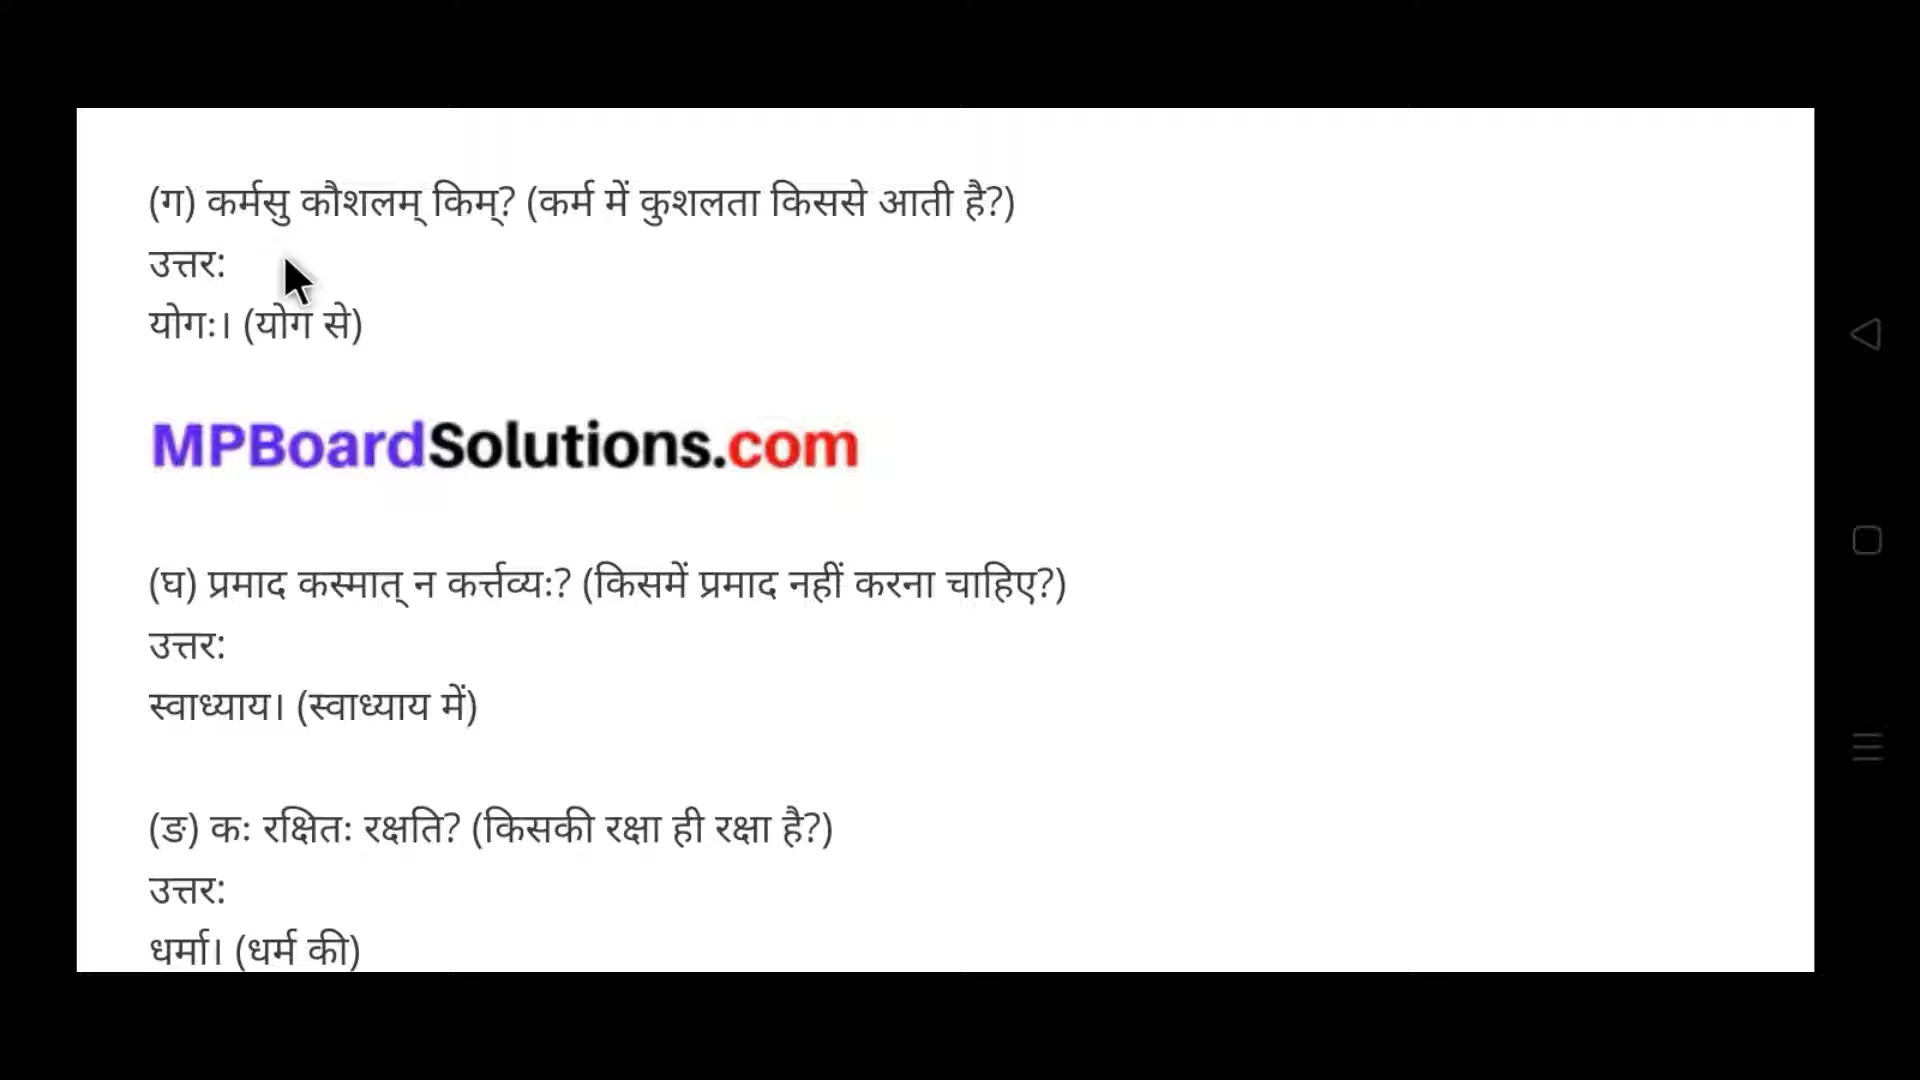 (ग) कर्मसु कौशलम् किम्? (कर्म में कुशलता किससे आती है?)
उत्तर:
योगः। (योग से)
MPBoardSolutions.com
(घ) प्रमाद कस्मात् न कर्त्तव्यः? (किसमें प्रमाद नहीं करना चाहिए?)
उत्तर:
स्वाध्याय। (स्वाध्याय में)
(ङ) कः रक्षितः रक्षति? (किसकी रक्षा ही रक्षा है?)
उत्तर:
धर्मा। (धर्म की)